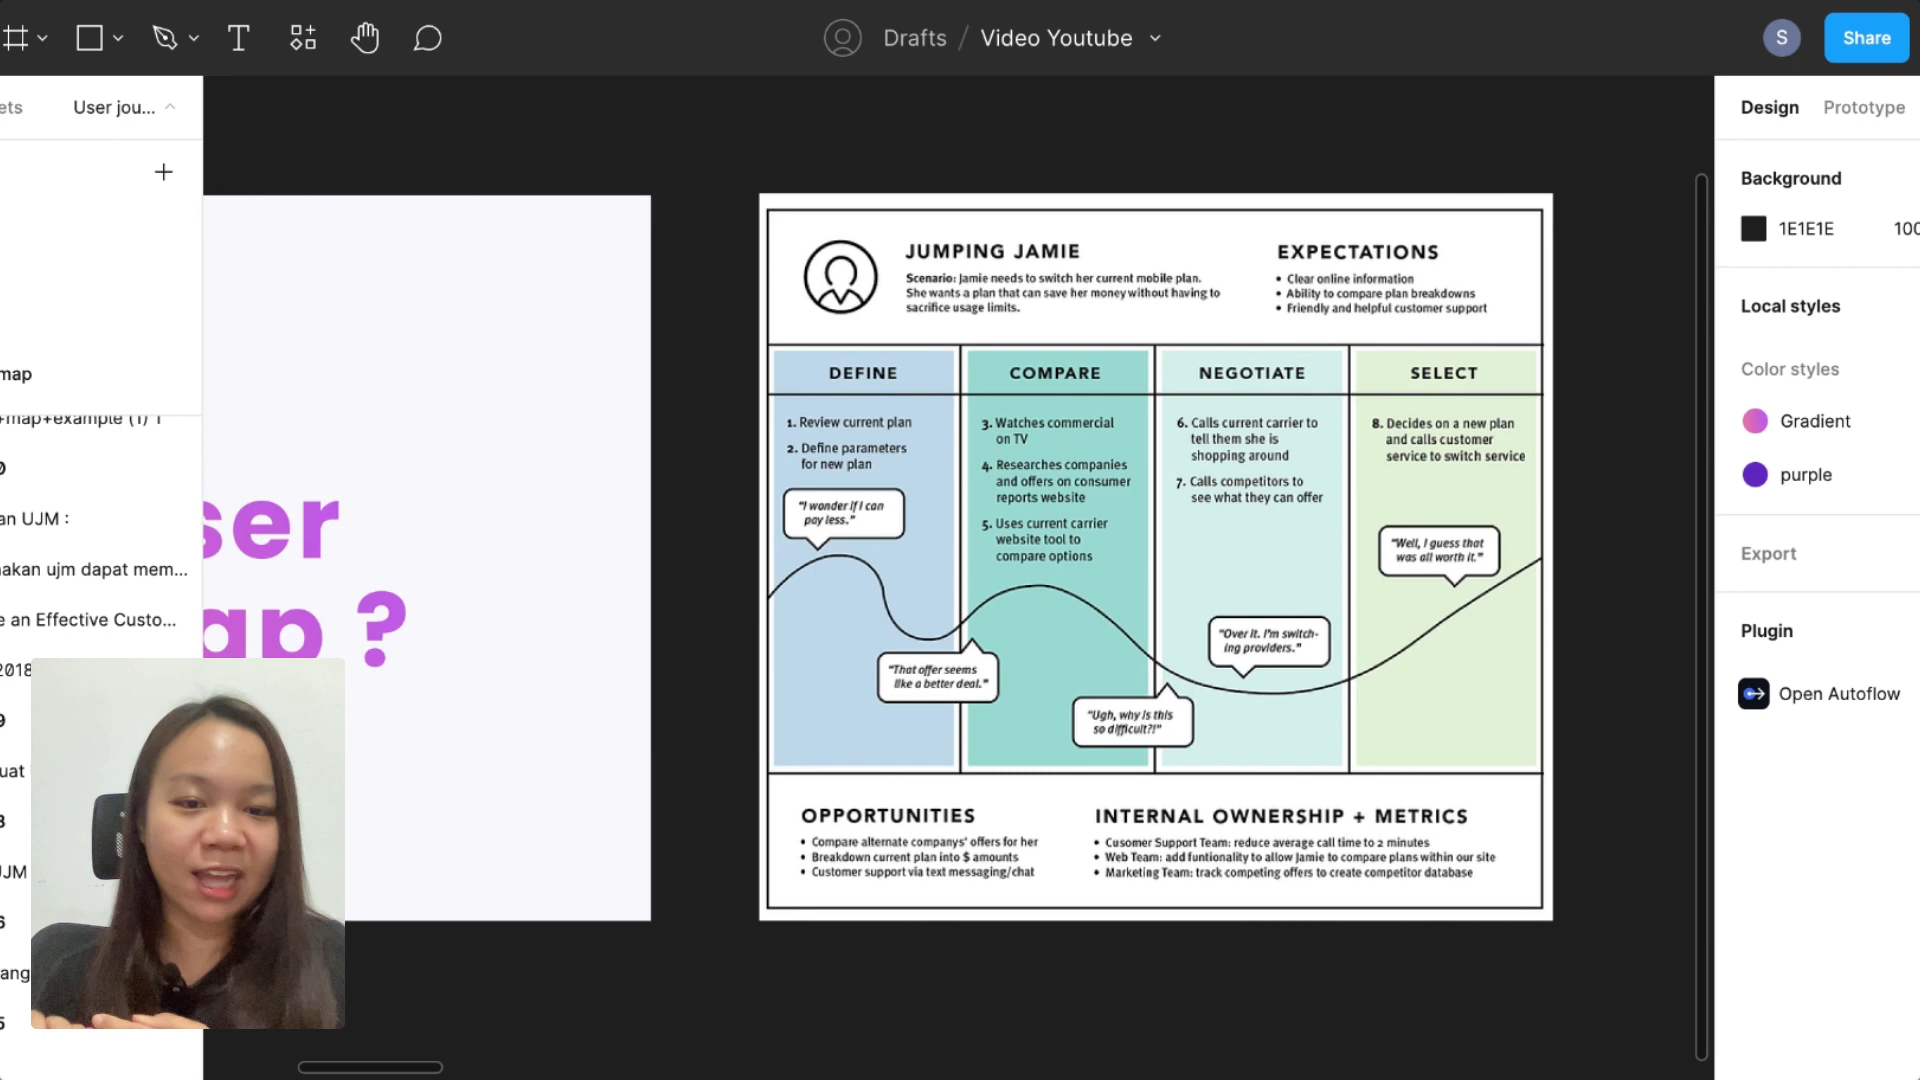 Drafts / Video Youtube
S
Share
ets
User jou...
map
+map+example (1) 1
an UJM :
akan ujm dapat mem...
e an Effective Custo...
2018
9
uat
3
JM
6
ang
5
ser
ap ?
JUMPING JAMIE
Scenario: Jamie needs to switch her current mobile plan.
She wants a plan that can save her money without having to
sacrifice usage limits.
EXPECTATIONS
• Clear online information
• Ability to compare plan breakdowns
• Friendly and helpful customer support
DEFINE
1. Review current plan
2. Define parameters
for new plan
"I wonder if I can
pay less."
"That offer seems
like a better deal."
COMPARE
3. Watches commercial
on TV
4. Researches companies
and offers on consumer
reports website
5. Uses current carrier
website tool to
compare options
"Ugh, why is this
so difficult?!"
NEGOTIATE
6. Calls current carrier to
tell them she is
shopping around
7. Calls competitors to
see what they can offer
"Over it. I'm switch-
ing providers."
SELECT
8. Decides on a new plan
and calls customer
service to switch service
"Well, I guess that
was all worth it."
OPPORTUNITIES
• Compare alternate companys' offers for her
• Breakdown current plan into $ amounts
• Customer support via text messaging/chat
INTERNAL OWNERSHIP + METRICS
• Cusomer Support Team: reduce average call time to 2 minutes
• Web Team: add funtionality to allow Jamie to compare plans within our site
• Marketing Team: track competing offers to create competitor database
Design
Prototype
Background
1E1E1E
100
Local styles
Color styles
Gradient
purple
Export
Plugin
Open Autoflow